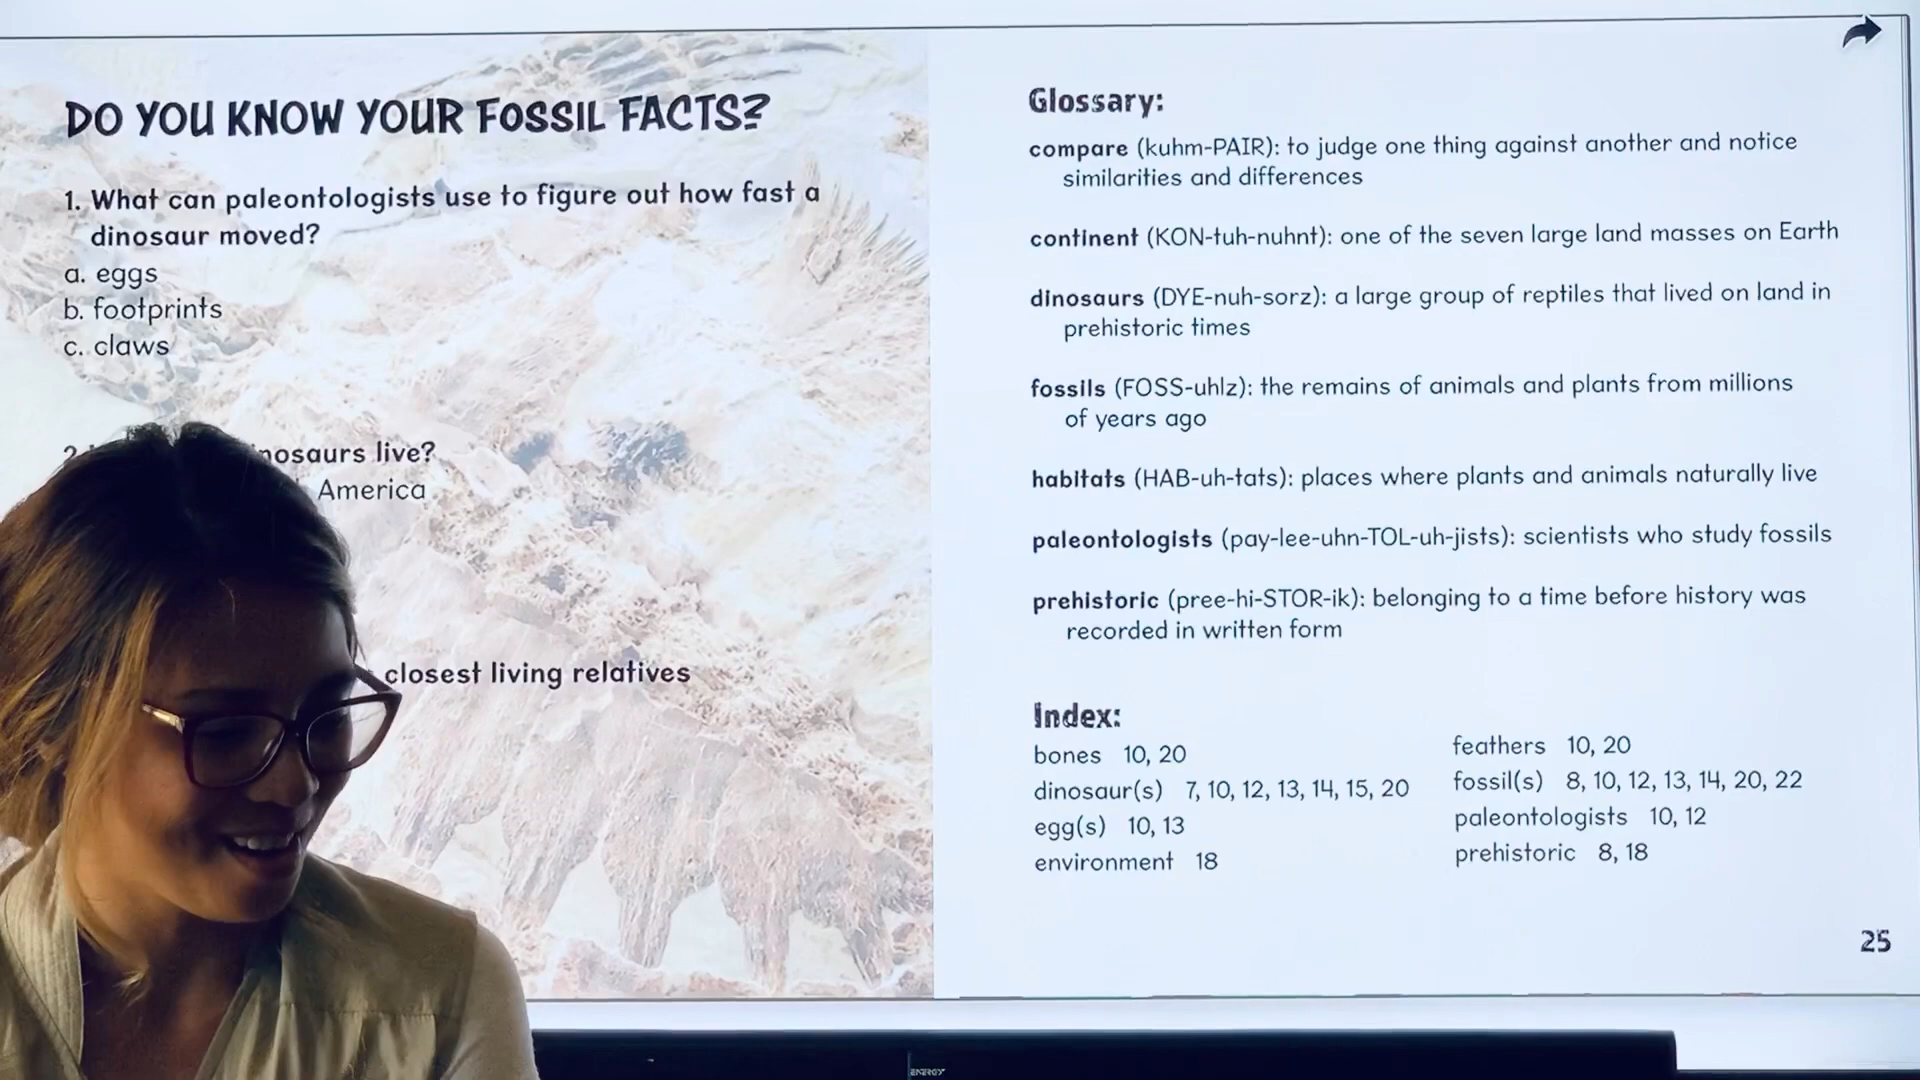 DO YOU KNOW YOUR FOSSIL FACTS?
1. What can paleontologists use to figure out how fast a
dinosaur moved?
a. eggs
b. footprints
c. claws
live?
America
closest living relatives
Glossary:
compare (kuhm-PAIR): to judge one thing against another and notice
similarities and differences
continent (KON-tuh-nuhnt): one of the seven large land masses on Earth
dinosaurs (DYE-nuh-sorz): a large group of reptiles that lived on land in
prehistoric times
fossils (FOSS-uhlz): the remains of animals and plants from millions
of years ago
habitats (HAB-uh-tats): places where plants and animals naturally live
paleontologists (pay-lee-uhn-TOL-uh-jists): scientists who study fossils
prehistoric (pree-hi-STOR-ik): belonging to a time before history was
recorded in written form
Index:
bones 10, 20
dinosaur(s) 7, 10, 12, 13, 14, 15, 20
egg(s) 10, 13
environment 18
feathers 10, 20
fossil(s) 8, 10, 12, 13, 14, 20, 22
paleontologists 10, 12
prehistoric 8, 18
25
ENERGY